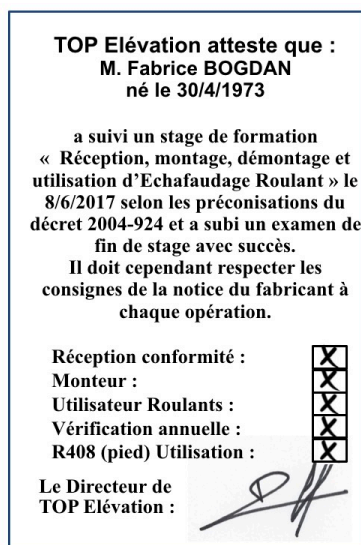 TOP Elévation atteste que :
M. Fabrice BOGDAN
né le 30/4/1973
a suivi un stage de formation
« Réception, montage, démontage et
utilisation d’Echafaudage Roulant » le
8/6/2017 selon les préconisations du
décret 2004-924 et a subi un examen de
fin de stage avec succès.
Il doit cependant respecter les
consignes de la notice du fabricant à
chaque opération.
Réception conformité : X
Monteur : X
Utilisateur Roulants : X
Vérification annuelle : X
R408 (pied) Utilisation : X
Le Directeur de
TOP Elévation :